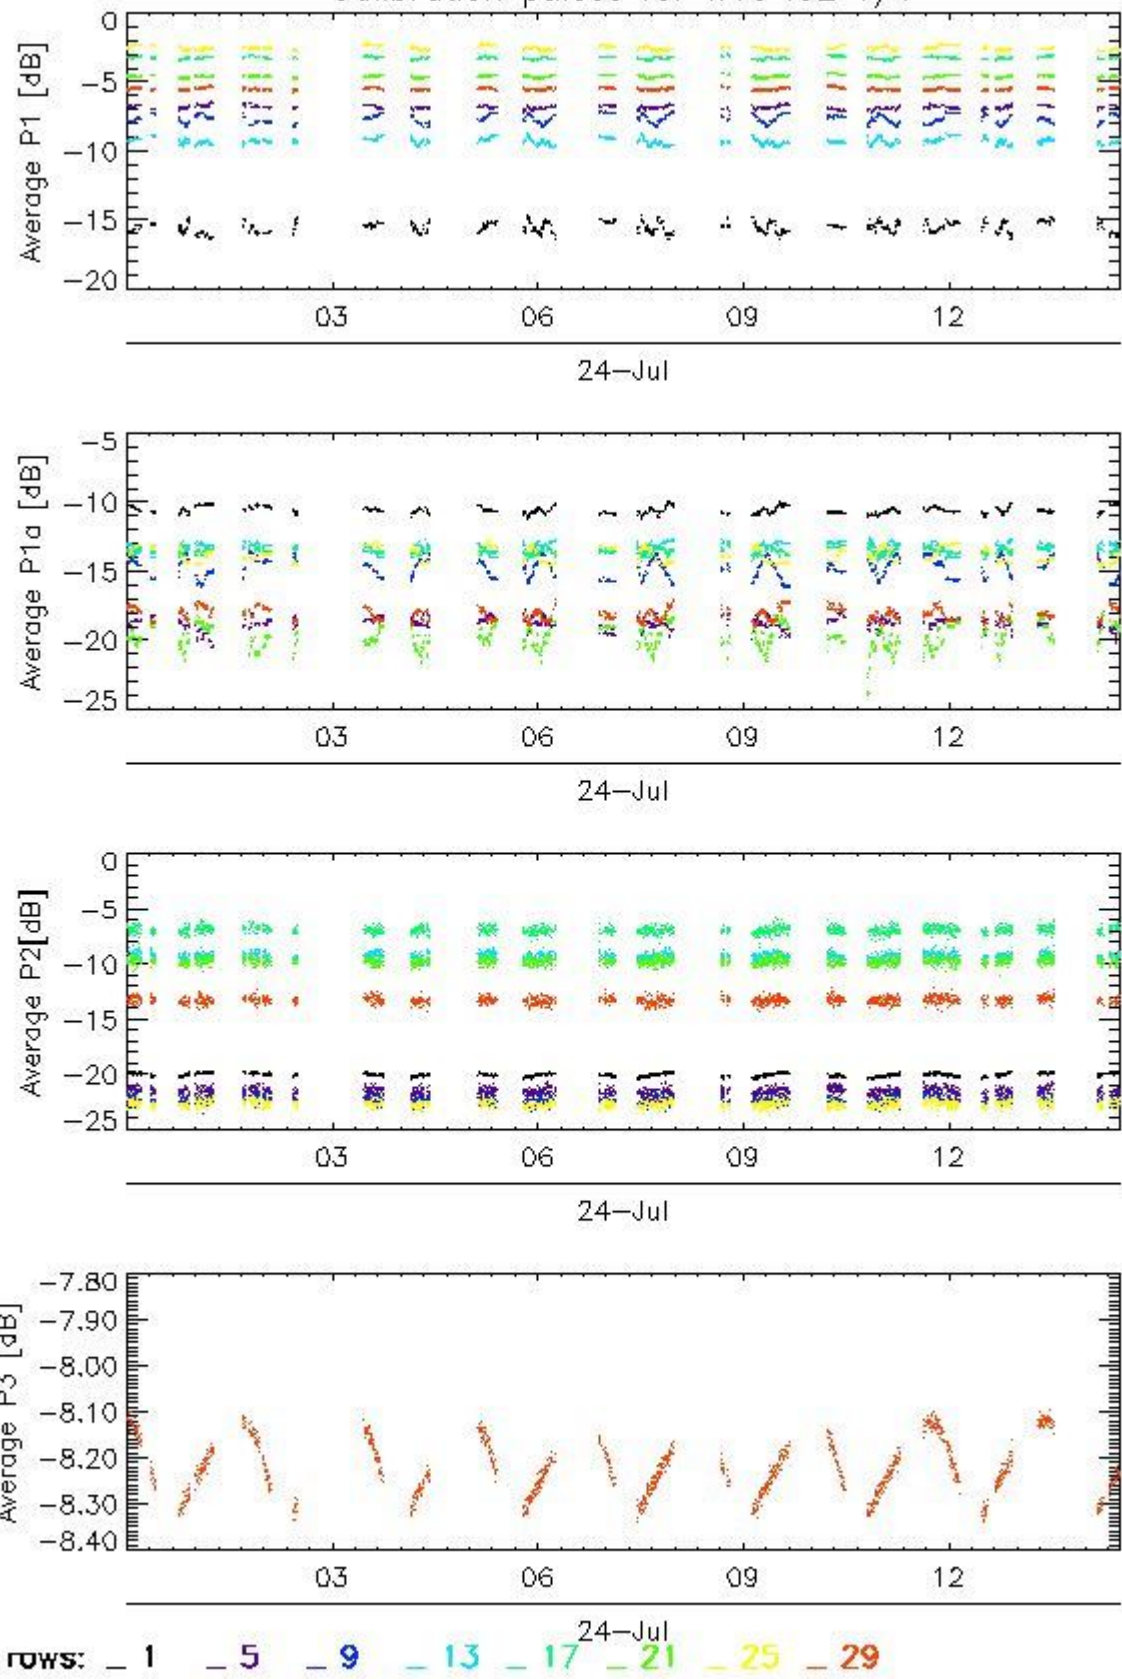 0
−5
−10
−15
−20
Average P1 [dB]
03 06 09 12
24−Jul
−5
−10
−15
−20
−25
Average P1a [dB]
03 06 09 12
24−Jul
0
−5
−10
−15
−20
−25
Average P2[dB]
03 06 09 12
24−Jul
−7.80
−7.90
−8.00
−8.10
−8.20
−8.30
−8.40
Average P3 [dB]
03 06 09 12
24−Jul
rows: _ 1 _ 5 _ 9 _ 13 _ 17 _ 21 _ 25 _ 29